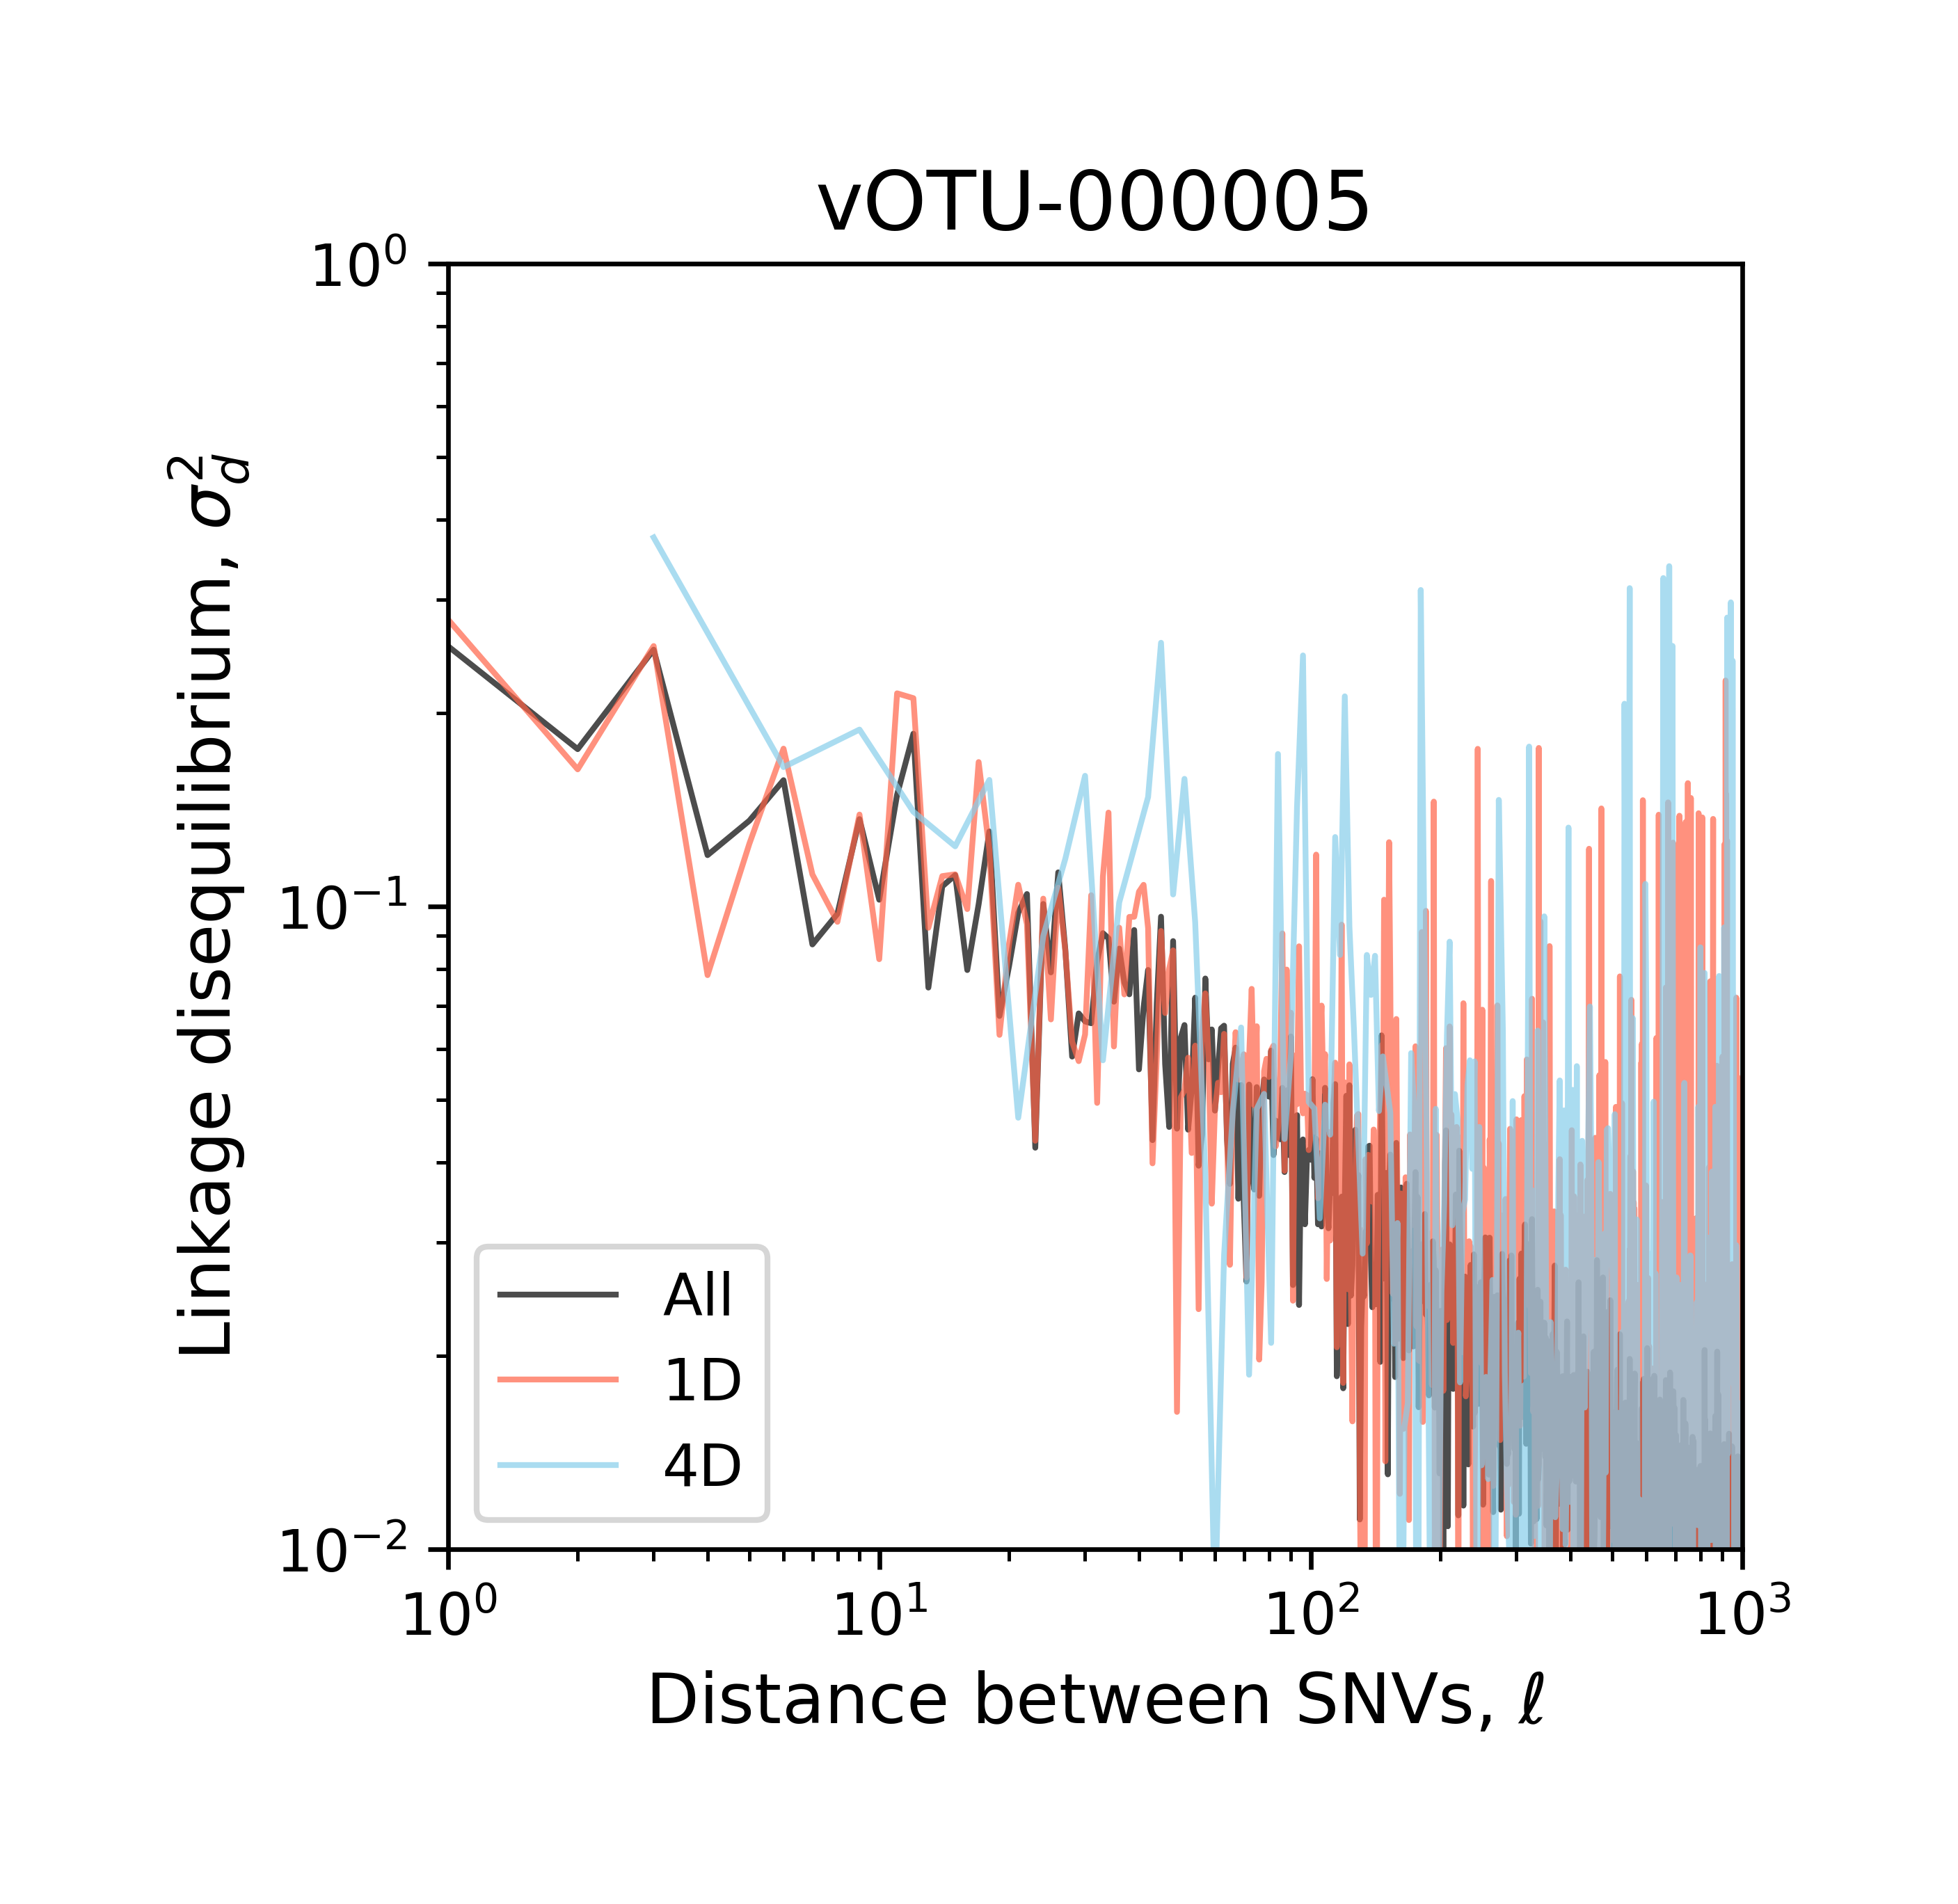 vOTU-000005
10⁰
10⁻¹
10⁻²
Linkage disequilibrium, σ²_d
All
1D
4D
10⁰ 10¹ 10² 10³
Distance between SNVs, ℓ